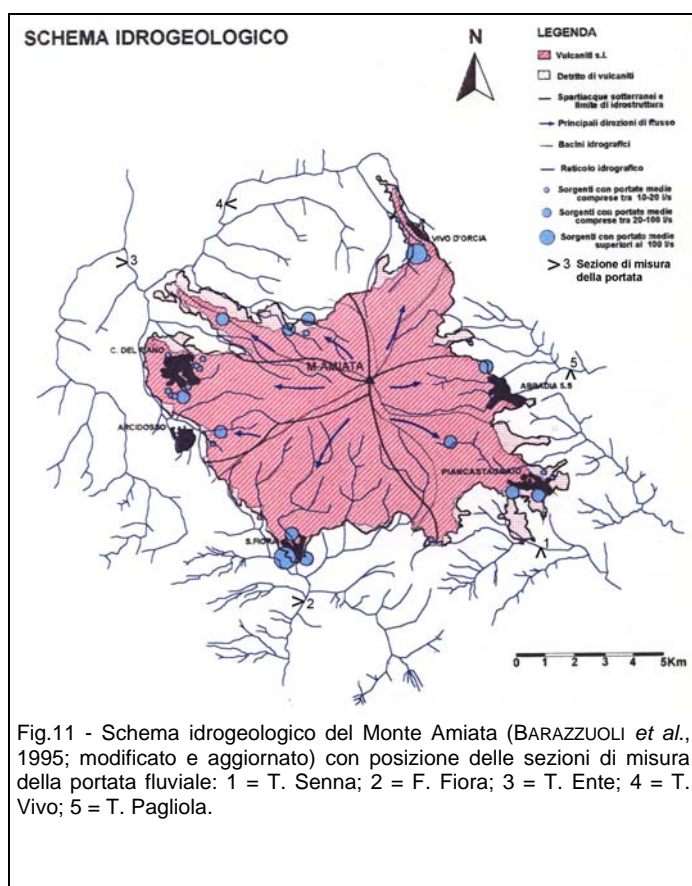 SCHEMA IDROGEOLOGICO
N
LEGENDA
Vulcaniti s.l.
Detrito di vulcaniti
Spartiacque sotterranei e
limite di idrostruttura
Principali direzioni di flusso
Bacini idrografici
Reticolo idrografico
Sorgenti con portate medie
comprese tra 10-20 l/s
Sorgenti con portate medie
comprese tra 20-100 l/s
Sorgenti con portate medie
superiori ai 100 l/s
>3 Sezione di misura
della portata
4
3
VIVO D'ORCIA
5
C. DEL PIANO
M. AMIATA
ABBADIA S.S
ARCIDOSSO
PIANCASTAGNAIO
1
S. FIORA
2
0 1 2 3 4 5Km
Fig.11 - Schema idrogeologico del Monte Amiata (BARAZZUOLI et al.,
1995; modificato e aggiornato) con posizione delle sezioni di misura
della portata fluviale: 1 = T. Senna; 2 = F. Fiora; 3 = T. Ente; 4 = T.
Vivo; 5 = T. Pagliola.